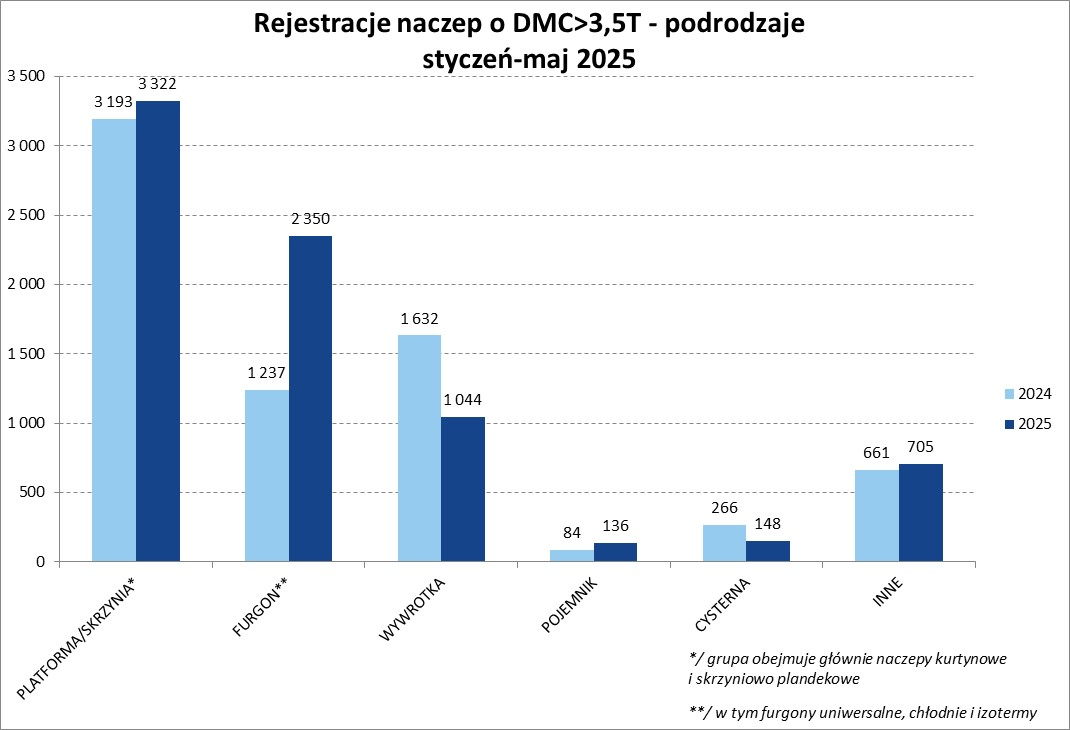 Rejestracje naczep o DMC>3,5T - podrodzaje
styczeń-maj 2025
3 500
3 000
2 500
2 000
1 500
1 000
500
0
3 193
3 322
1 237
2 350
1 632
1 044
84
136
266
148
661
705
2024
2025
PLATFORMA/SKRZYNIA*
FURGON**
WYWROTKA
POJEMNIK
CYSTERNA
INNE
*/ grupa obejmuje głównie naczepy kurtynowe
i skrzyniowo plandekowe
**/ w tym furgony uniwersalne, chłodnie i izotermy